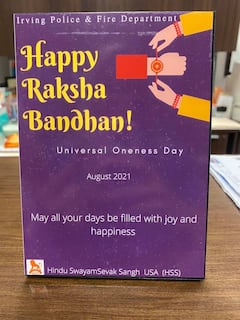 Irving Police & Fire Department
Happy
Raksha
Bandhan!
Universal Oneness Day
August 2021
May all your days be filled with joy and
happiness
Hindu SwayamSevak Sangh USA (HSS)